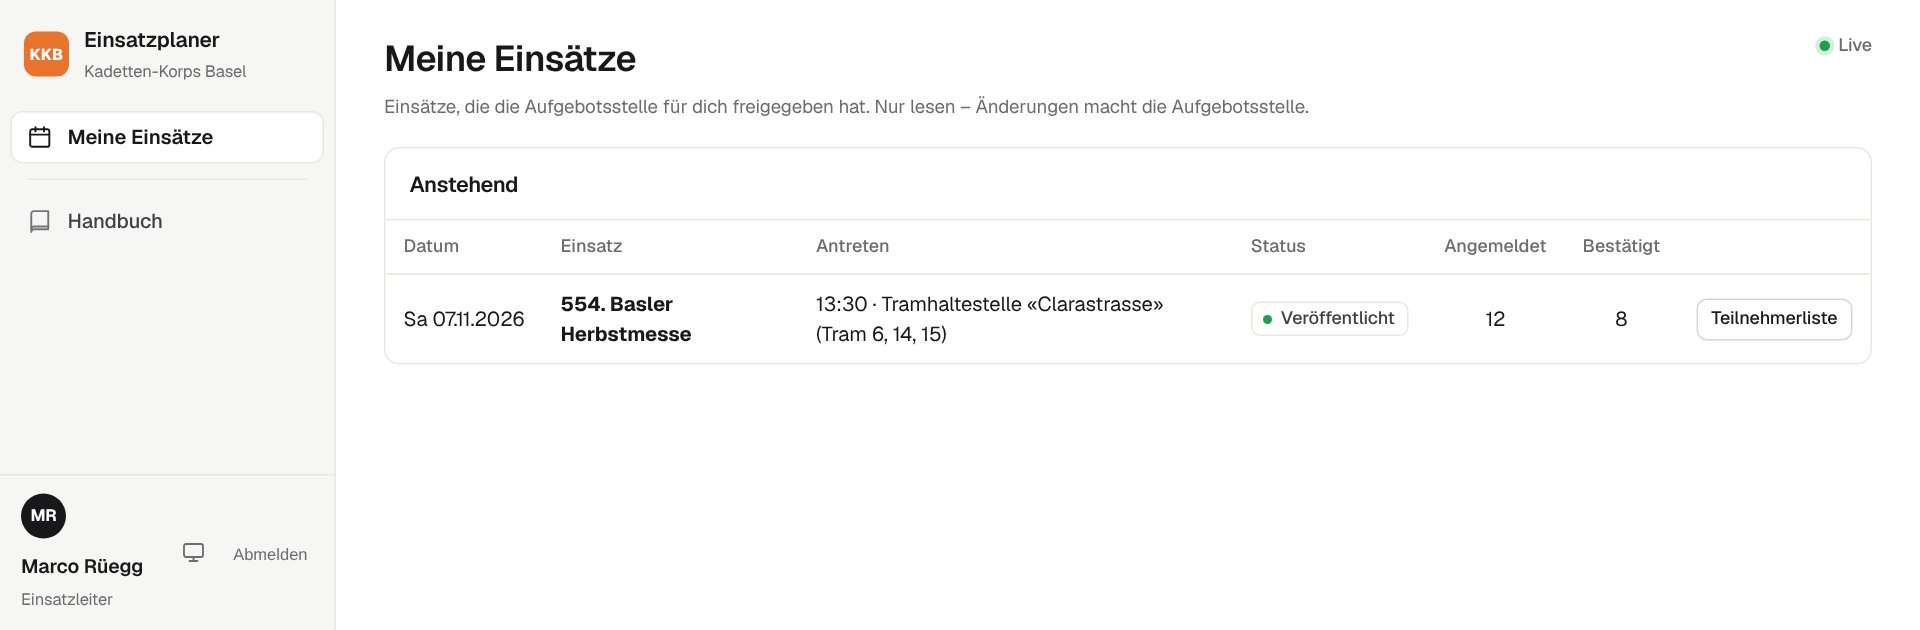 KKB
Einsatzplaner
Kadetten-Korps Basel
Meine Einsätze
Handbuch
MR
Marco Rüegg
Einsatzleiter
Abmelden
Meine Einsätze
Live
Einsätze, die die Aufgebotsstelle für dich freigegeben hat. Nur lesen – Änderungen macht die Aufgebotsstelle.
Anstehend
Datum Einsatz Antreten Status Angemeldet Bestätigt
Sa 07.11.2026 554. Basler Herbstmesse 13:30 · Tramhaltestelle «Clarastrasse» (Tram 6, 14, 15) Veröffentlicht 12 8 Teilnehmerliste